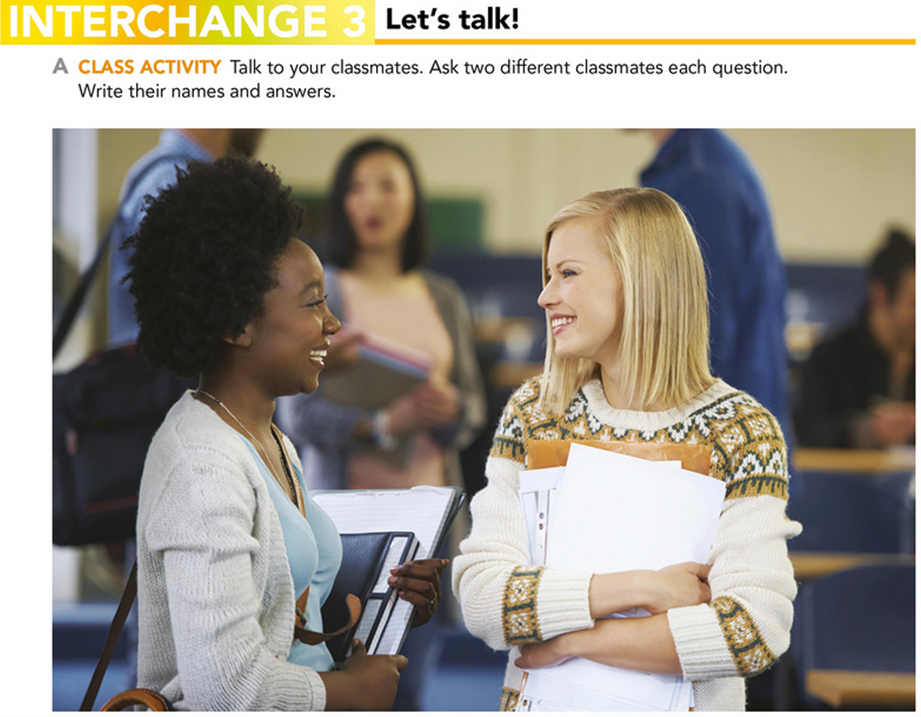 INTERCHANGE 3 Let's talk!
A CLASS ACTIVITY Talk to your classmates. Ask two different classmates each question.
Write their names and answers.